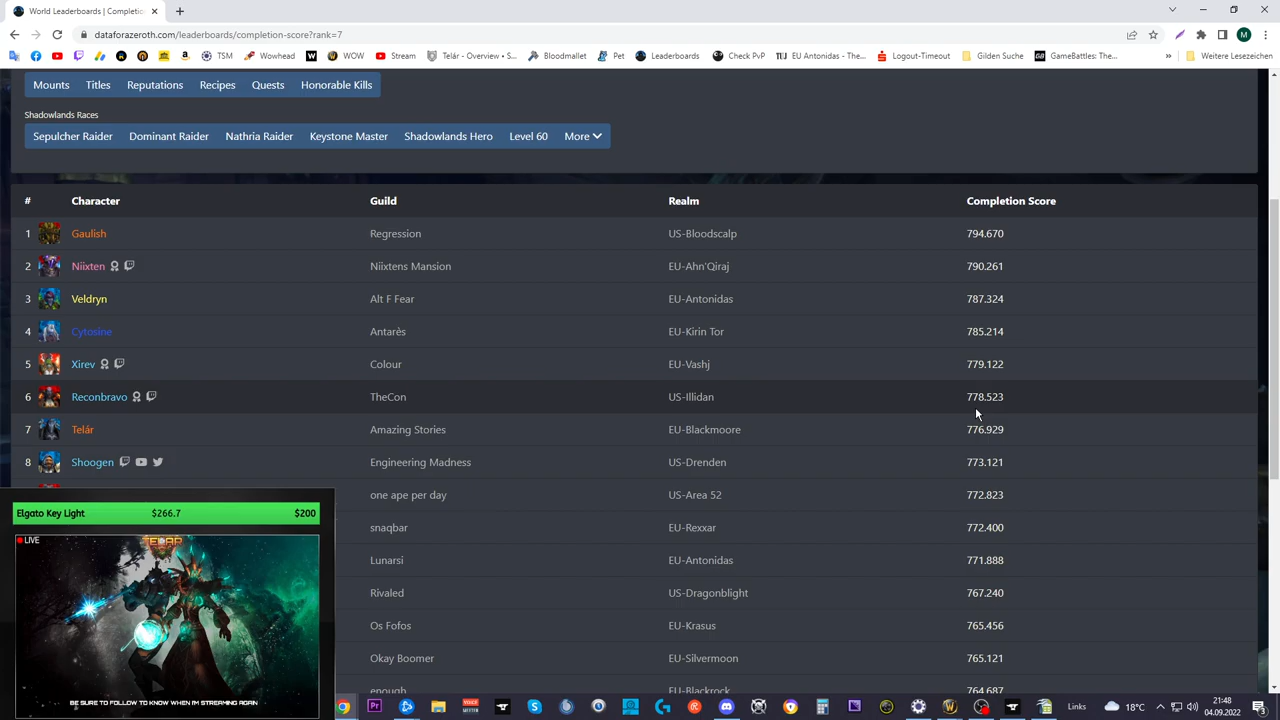 World Leaderboards | Completion
dataforazeroth.com/leaderboards/completion-score?rank=7
TSM Wowhead WOW Stream Telár - Overview • S... Bloodmallet Pet Leaderboards Check PvP EU Antonidas - The... Logout-Timeout Gilden Suche GameBattles: The... » Weitere Lesezeichen
Mounts Titles Reputations Recipes Quests Honorable Kills
Shadowlands Races
Sepulcher Raider Dominant Raider Nathria Raider Keystone Master Shadowlands Hero Level 60 More
# Character Guild Realm Completion Score
1 Gaulish Regression US-Bloodscalp 794.670
2 Niixten Niixtens Mansion EU-Ahn'Qiraj 790.261
3 Veldryn Alt F Fear EU-Antonidas 787.324
4 Cytosine Antarès EU-Kirin Tor 785.214
5 Xirev Colour EU-Vashj 779.122
6 Reconbravo TheCon US-Illidan 778.523
7 Telár Amazing Stories EU-Blackmoore 776.929
8 Shoogen Engineering Madness US-Drenden 773.121
one ape per day US-Area 52 772.823
snaqbar EU-Rexxar 772.400
Lunarsi EU-Antonidas 771.888
Rivaled US-Dragonblight 767.240
Os Fofos EU-Krasus 765.456
Okay Boomer EU-Silvermoon 765.121
enough EU-Blackrock 764.687
Elgato Key Light $266.7 $200
LIVE
TELAR
BE SURE TO FOLLOW TO KNOW WHEN I'M STREAMING AGAIN
Links 18°C 21:48
04.09.2022